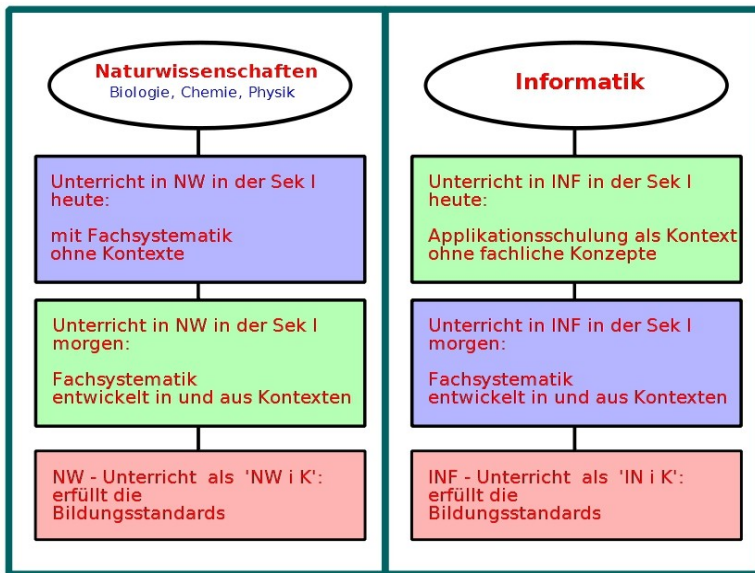 Naturwissenschaften
Biologie, Chemie, Physik
Unterricht in NW in der Sek I
heute:
mit Fachsystematik
ohne Kontexte
Unterricht in NW in der Sek I
morgen:
Fachsystematik
entwickelt in und aus Kontexten
NW - Unterricht als 'NW i K':
erfüllt die
Bildungsstandards
Informatik
Unterricht in INF in der Sek I
heute:
Applikationsschulung als Kontext
ohne fachliche Konzepte
Unterricht in INF in der Sek I
morgen:
Fachsystematik
entwickelt in und aus Kontexten
INF - Unterricht als 'IN i K':
erfüllt die
Bildungsstandards